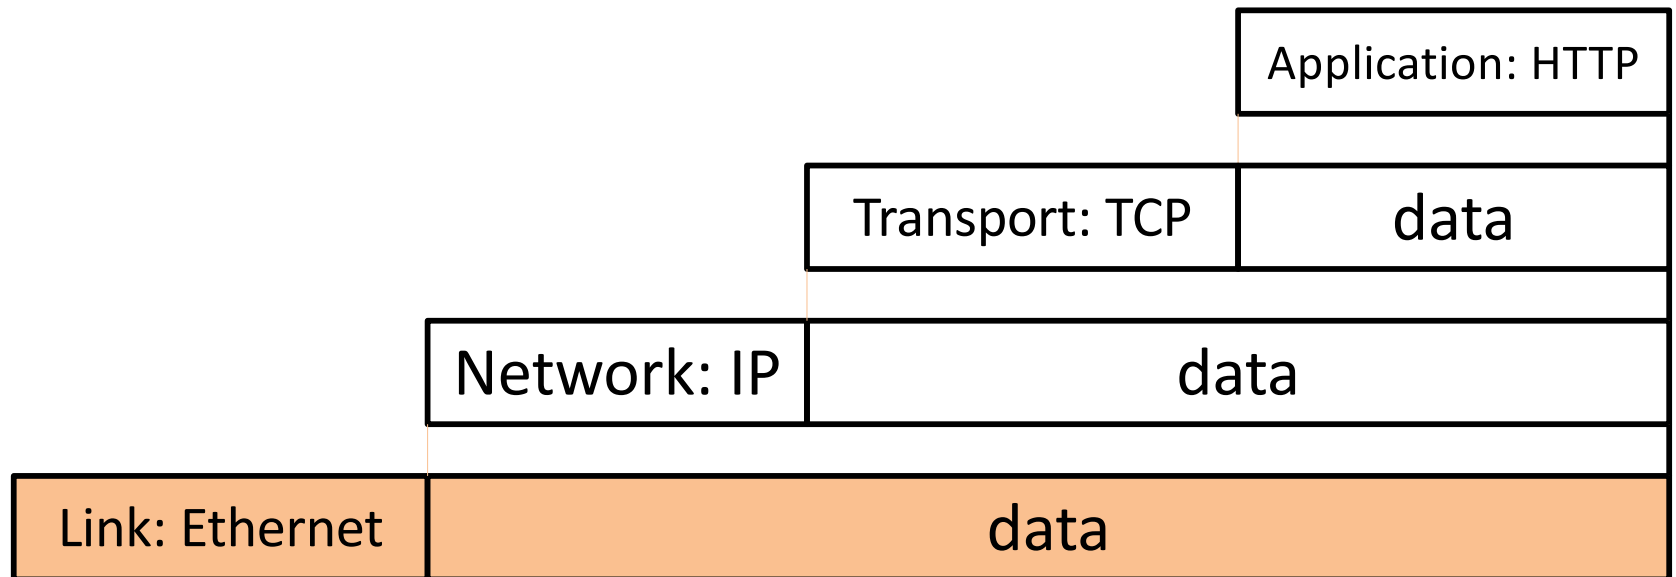 Application: HTTP
Transport: TCP data
Network: IP data
Link: Ethernet data